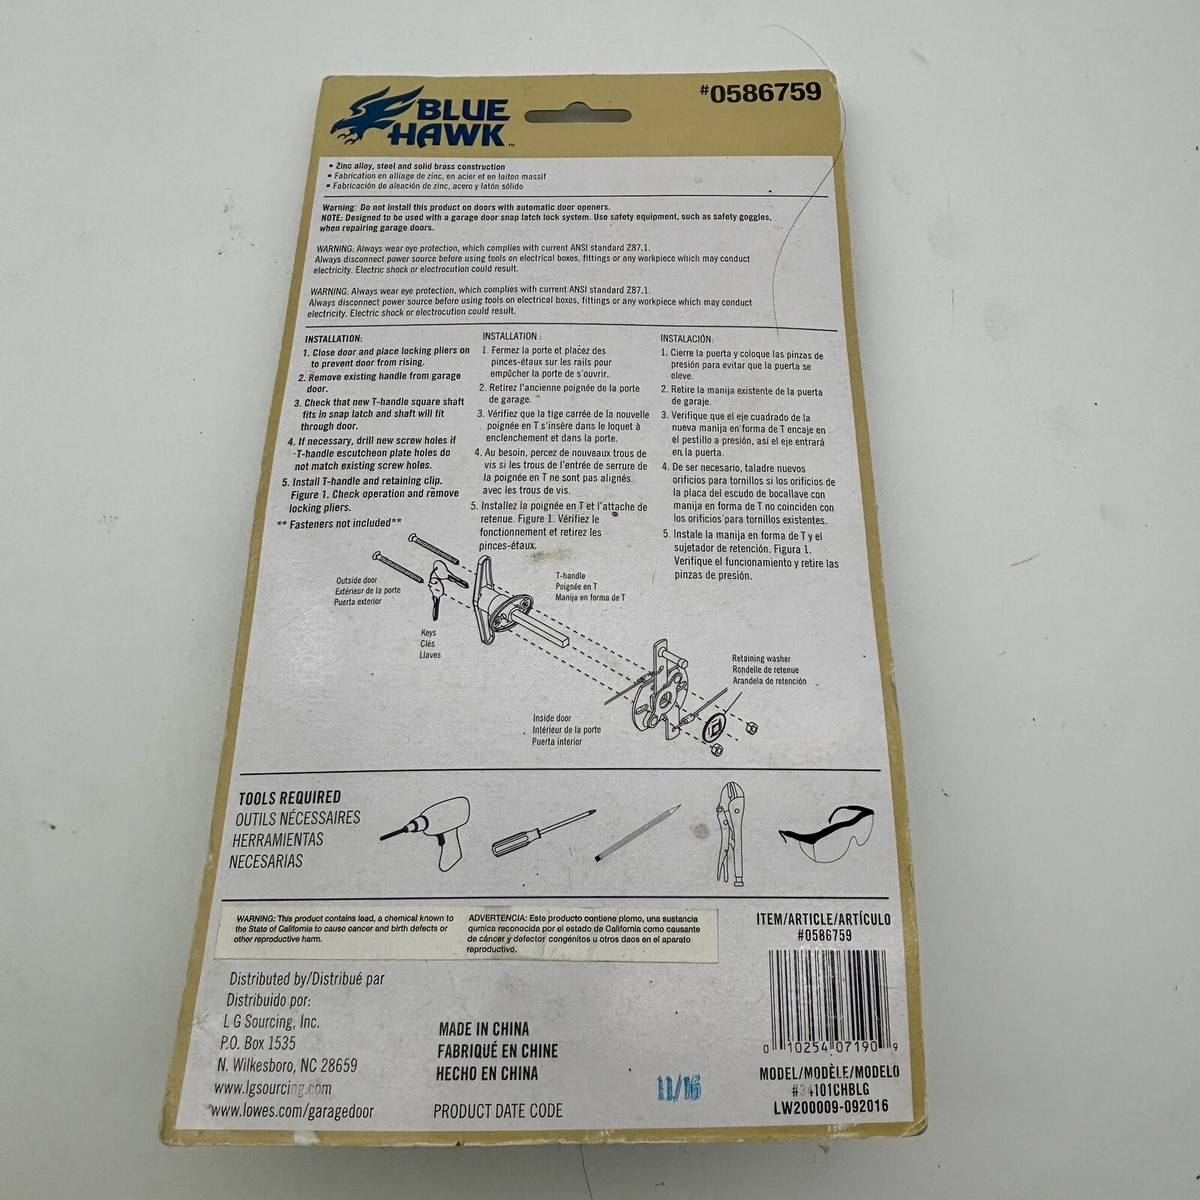 BLUE
HAWK™
#0586759
• Zinc alloy, steel and solid brass construction
• Fabrication en alliage de zinc, en acier et en laiton massif
• Fabricación de aleación de zinc, acero y latón sólido
Warning: Do not install this product on doors with automatic door openers.
NOTE: Designed to be used with a garage door snap latch lock system. Use safety equipment, such as safety goggles,
when repairing garage doors.
WARNING: Always wear eye protection, which complies with current ANSI standard Z87.1.
Always disconnect power source before using tools on electrical boxes, fittings or any workpiece which may conduct
electricity. Electric shock or electrocution could result.
WARNING: Always wear eye protection, which complies with current ANSI standard Z87.1.
Always disconnect power source before using tools on electrical boxes, fittings or any workpiece which may conduct
electricity. Electric shock or electrocution could result.
INSTALLATION:
1. Close door and place locking pliers on
to prevent door from rising.
2. Remove existing handle from garage
door.
3. Check that new T-handle square shaft
fits in snap latch and shaft will fit
through door.
4. If necessary, drill new screw holes if
T-handle escutcheon plate holes do
not match existing screw holes.
5. Install T-handle and retaining clip.
Figure 1. Check operation and remove
locking pliers.
** Fasteners not included**
INSTALLATION :
1. Fermez la porte et placez des
pinces-étaux sur les rails pour
empêcher la porte de s'ouvrir.
2. Retirez l'ancienne poignée de la porte
de garage.
3. Vérifiez que la tige carrée de la nouvelle
poignée en T s'insère dans le loquet à
enclenchement et dans la porte.
4. Au besoin, percez de nouveaux trous de
vis si les trous de l'entrée de serrure de
la poignée en T ne sont pas alignés
avec les trous de vis.
5. Installez la poignée en T et l'attache de
retenue. Figure 1. Vérifiez le
fonctionnement et retirez les
pinces-étaux.
INSTALACIÓN:
1. Cierre la puerta y coloque las pinzas de
presión para evitar que la puerta se
eleve.
2. Retire la manija existente de la puerta
de garaje.
3. Verifique que el eje cuadrado de la
nueva manija en forma de T encaje en
el pestillo a presión, así el eje entrará
en la puerta.
4. De ser necesario, taladre nuevos
orificios para tornillos si los orificios de
la placa del escudo de bocallave con
manija en forma de T no coinciden con
los orificios para tornillos existentes.
5. Instale la manija en forma de T y el
sujetador de retención. Figura 1.
Verifique el funcionamiento y retire las
pinzas de presión.
Outside door
Extérieur de la porte
Puerta exterior
Keys
Clés
Llaves
T-handle
Poignée en T
Manija en forma de T
Retaining washer
Rondelle de retenue
Arandela de retención
Inside door
Intérieur de la porte
Puerta interior
TOOLS REQUIRED
OUTILS NÉCESSAIRES
HERRAMIENTAS
NECESARIAS
WARNING: This product contains lead, a chemical known to
the State of California to cause cancer and birth defects or
other reproductive harm.
ADVERTENCIA: Este producto contiene plomo, una sustancia
qumica reconocida por el estado de California como causante
de cáncer y defectos congénitos u otros daos en el aparato
reproductivo.
Distributed by/Distribué par
Distribuido por:
L G Sourcing, Inc.
P.O. Box 1535
N. Wilkesboro, NC 28659
www.lgsourcing.com
www.lowes.com/garagedoor
MADE IN CHINA
FABRIQUÉ EN CHINE
HECHO EN CHINA
PRODUCT DATE CODE
11/16
ITEM/ARTICLE/ARTÍCULO
#0586759
0 10254 07190 9
MODEL/MODÈLE/MODELO
#34101CHBLG
LW200009-092016